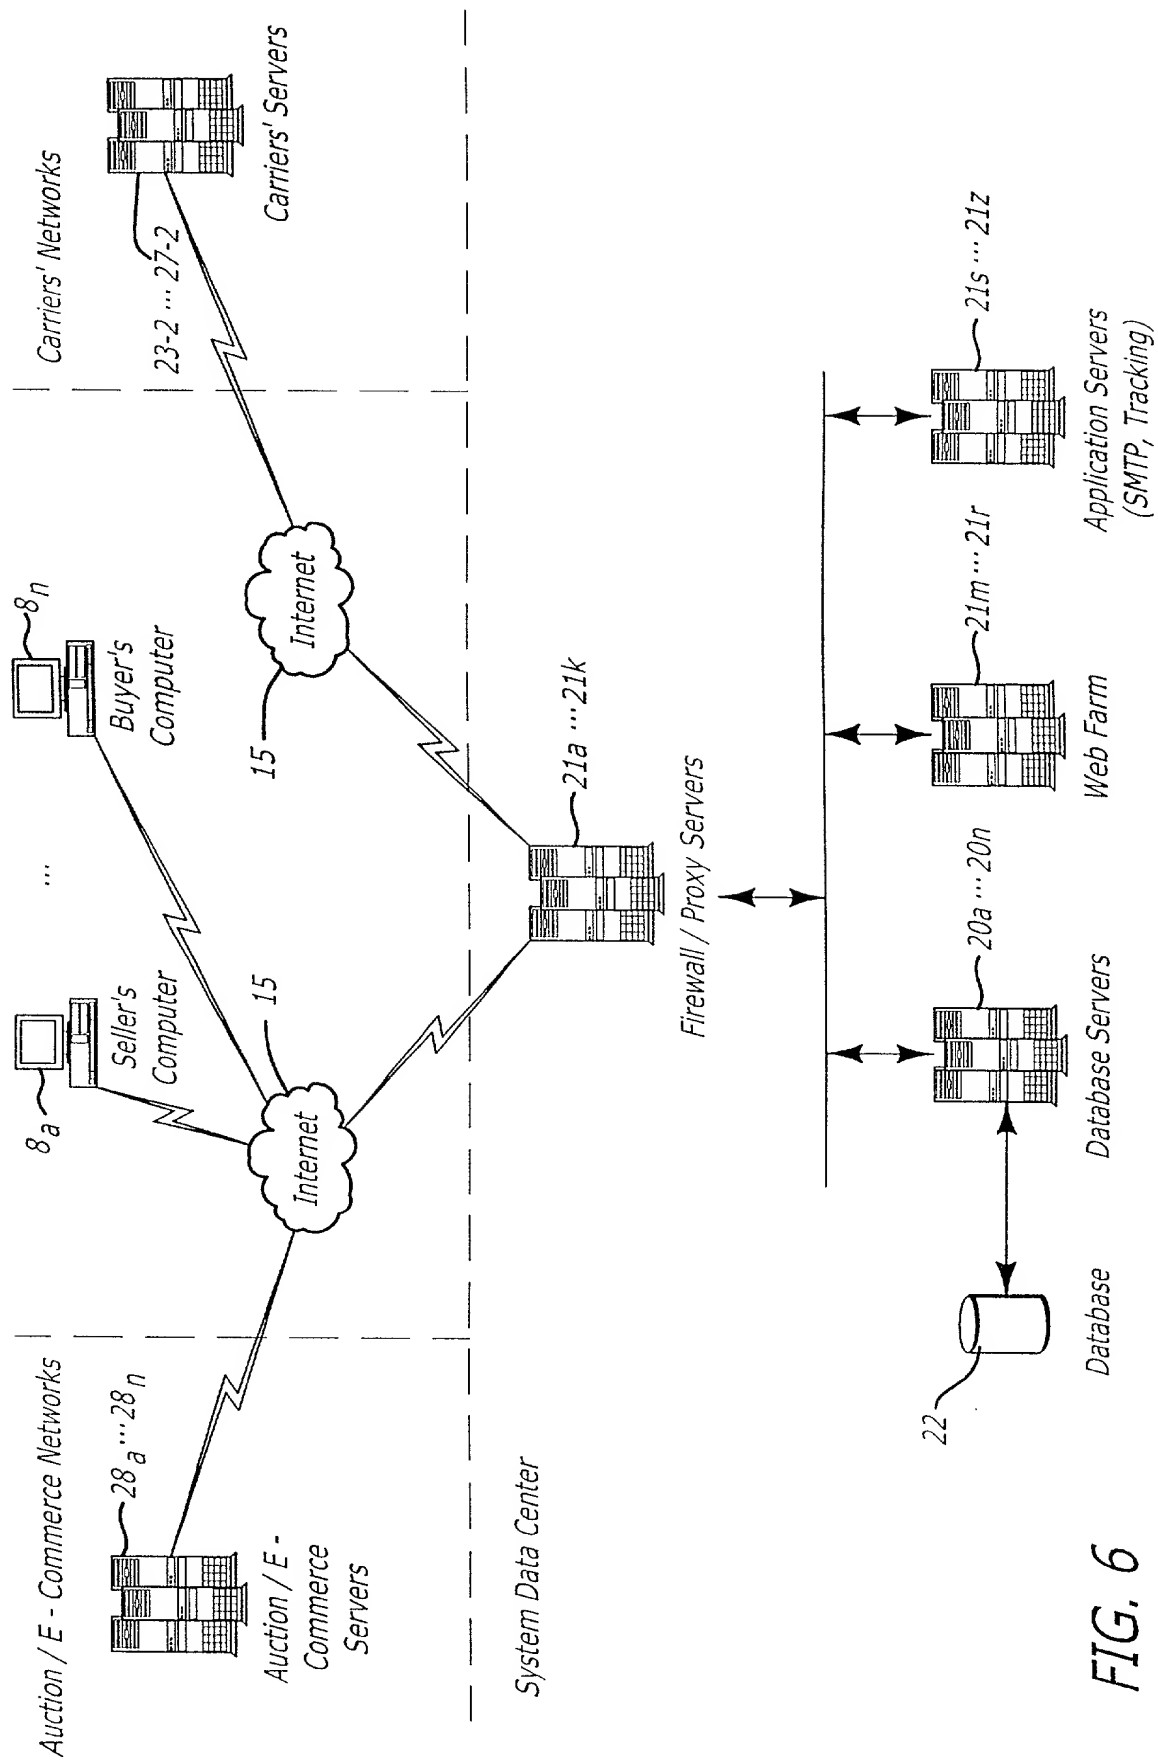 Auction / E - Commerce Networks
Carriers' Networks
8a
8n
Seller's
Computer
...
Buyer's
Computer
28a ... 28n
23-2 ... 27-2
Auction / E -
Commerce
Servers
Carriers' Servers
15
15
Internet
Internet
System Data Center
21a ... 21k
Firewall / Proxy Servers
22
20a ... 20n
21m ... 21r
21s ... 21z
Database
Database Servers
Web Farm
Application Servers
(SMTP, Tracking)
FIG. 6